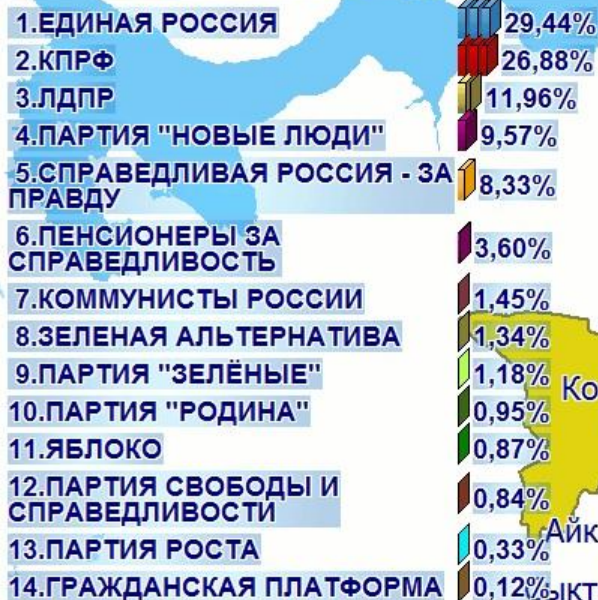 1.ЕДИНАЯ РОССИЯ 29,44%
2.КПРФ 26,88%
3.ЛДПР 11,96%
4.ПАРТИЯ "НОВЫЕ ЛЮДИ" 9,57%
5.СПРАВЕДЛИВАЯ РОССИЯ - ЗА
ПРАВДУ 8,33%
6.ПЕНСИОНЕРЫ ЗА
СПРАВЕДЛИВОСТЬ 3,60%
7.КОММУНИСТЫ РОССИИ 1,45%
8.ЗЕЛЕНАЯ АЛЬТЕРНАТИВА 1,34%
9.ПАРТИЯ "ЗЕЛЁНЫЕ" 1,18%
Ко
10.ПАРТИЯ "РОДИНА" 0,95%
11.ЯБЛОКО 0,87%
12.ПАРТИЯ СВОБОДЫ И
СПРАВЕДЛИВОСТИ 0,84%
Айк
13.ПАРТИЯ РОСТА 0,33%
14.ГРАЖДАНСКАЯ ПЛАТФОРМА 0,12%